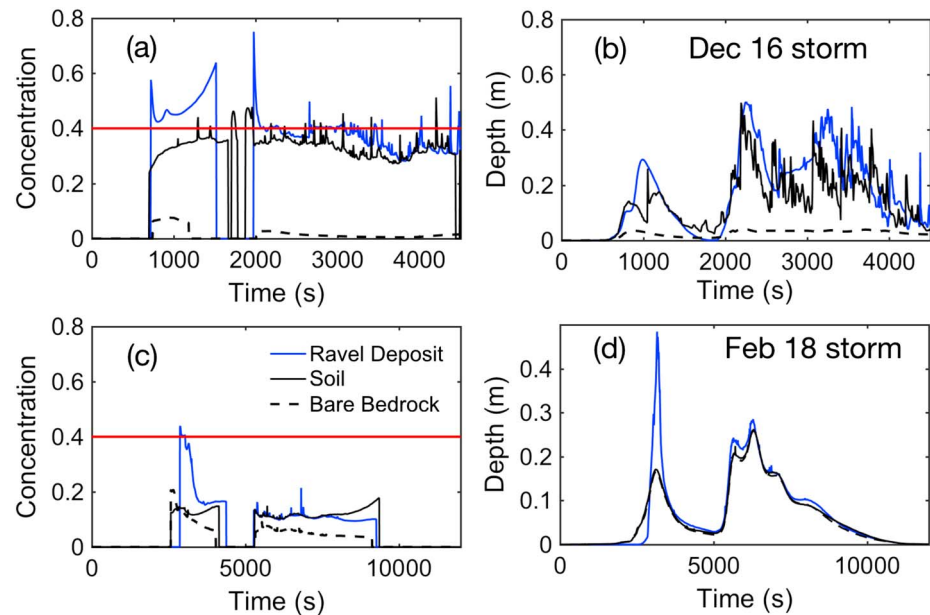 (a)
Concentration
0.8
0.6
0.4
0.2
0
0 1000 2000 3000 4000
Time (s)
(b) Dec 16 storm
Depth (m)
0.8
0.6
0.4
0.2
0
0 1000 2000 3000 4000
Time (s)
(c)
Concentration
0.8
0.6
0.4
0.2
0
Ravel Deposit
Soil
Bare Bedrock
0 5000 10000
Time (s)
(d) Feb 18 storm
Depth (m)
0.4
0.3
0.2
0.1
0
0 5000 10000
Time (s)